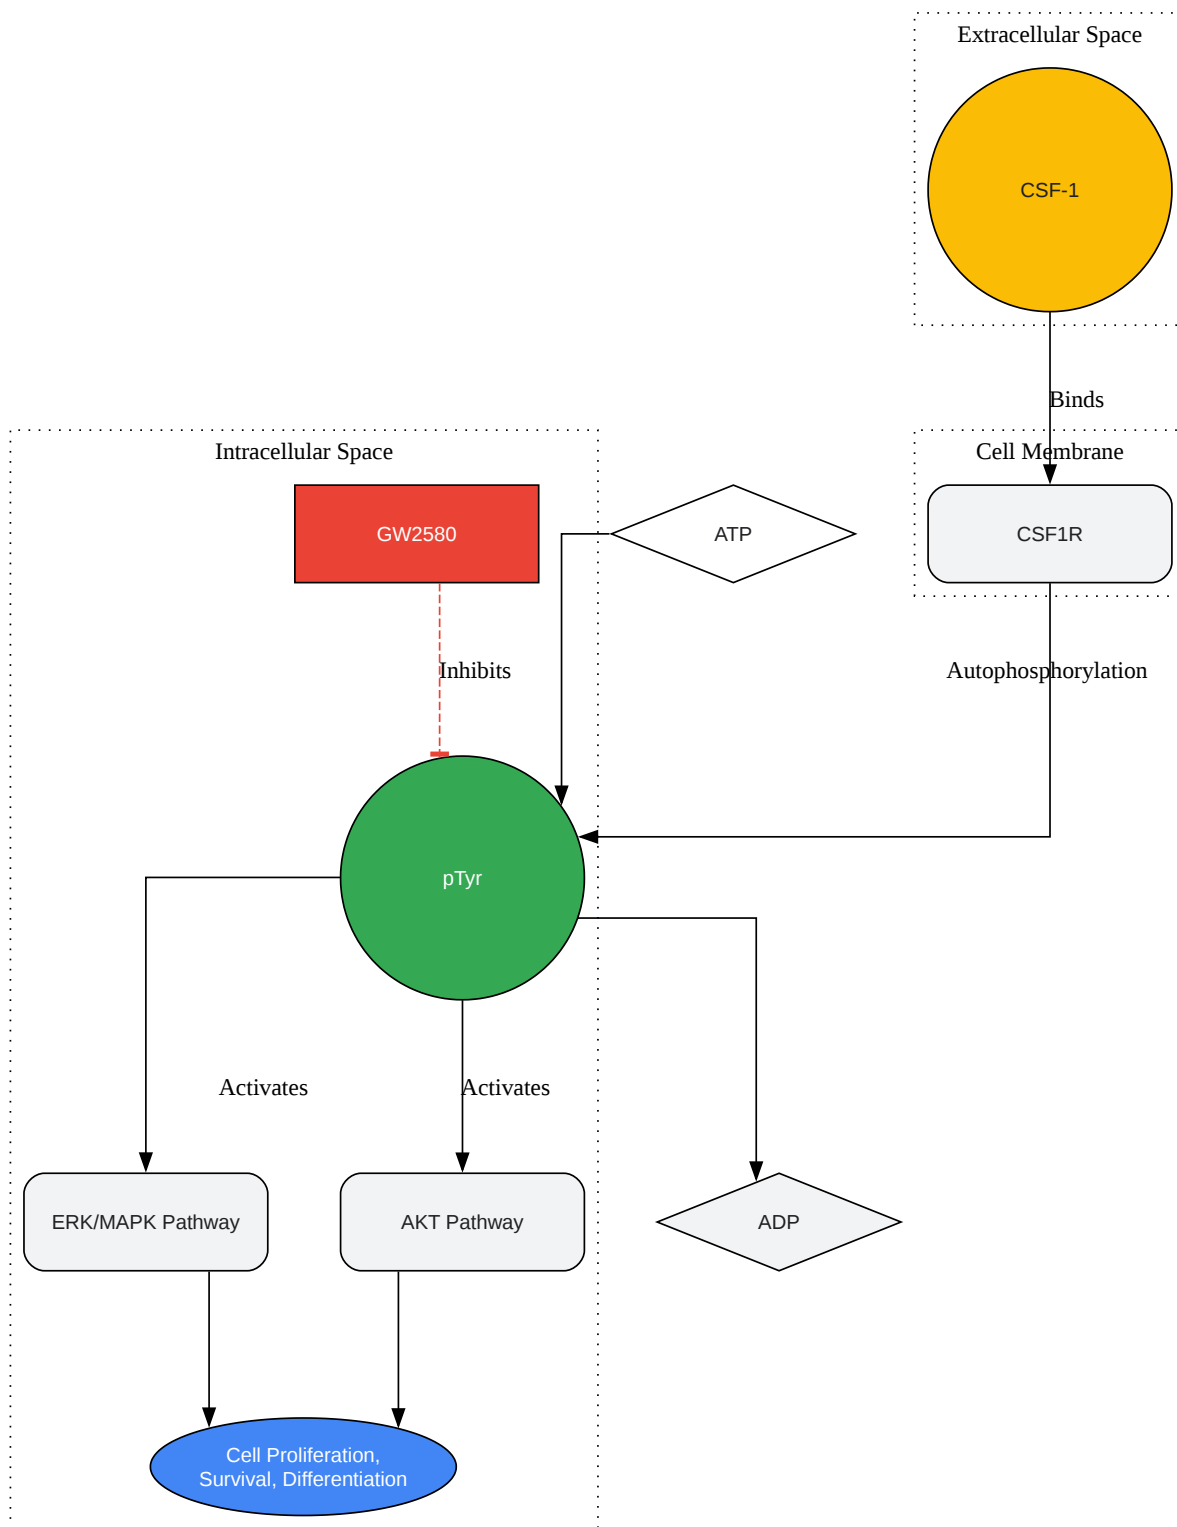 Extracellular Space
CSF-1
Binds
Intracellular Space
Cell Membrane
GW2580
ATP
CSF1R
Inhibits
Autophosphorylation
pTyr
Activates
Activates
ERK/MAPK Pathway
AKT Pathway
ADP
Cell Proliferation,
Survival, Differentiation